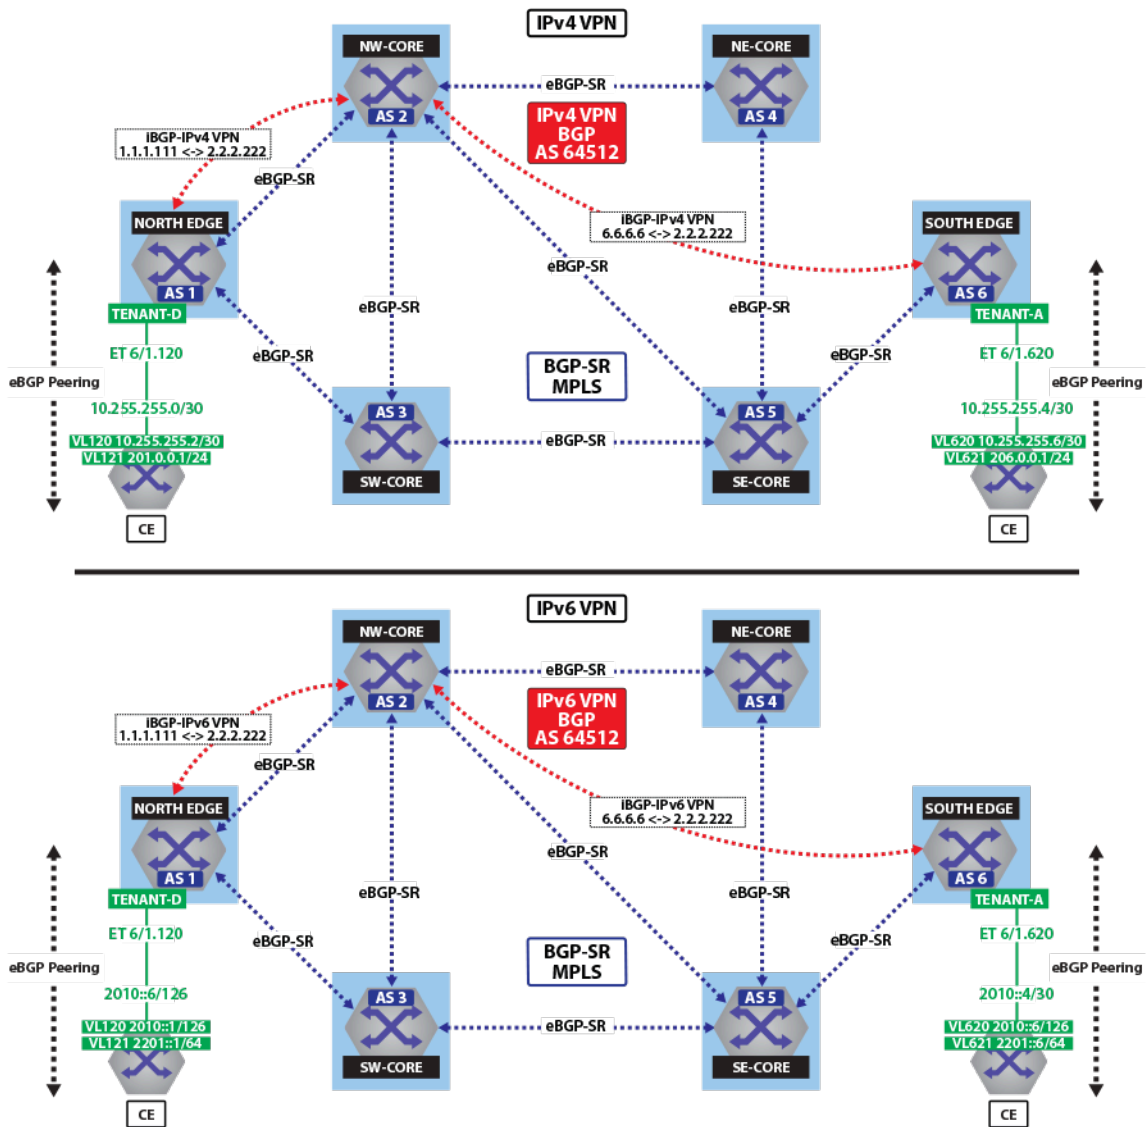 IPv4 VPN
NW-CORE
AS 2
NE-CORE
AS 4
eBGP-SR
IPv4 VPN
BGP
AS 64512
iBGP-IPv4 VPN
1.1.1.111 <-> 2.2.2.222
eBGP-SR
iBGP-IPv4 VPN
6.6.6.6 <-> 2.2.2.222
NORTH EDGE
AS 1
SOUTH EDGE
AS 6
eBGP-SR
eBGP-SR
eBGP-SR
TENANT-D
TENANT-A
ET 6/1.120
eBGP-SR
eBGP-SR
ET 6/1.620
BGP-SR
MPLS
eBGP Peering
eBGP Peering
10.255.255.0/30
10.255.255.4/30
VL120 10.255.255.2/30
VL121 201.0.0.1/24
AS 3
SW-CORE
eBGP-SR
AS 5
SE-CORE
VL620 10.255.255.6/30
VL621 206.0.0.1/24
CE
CE
IPv6 VPN
NW-CORE
AS 2
NE-CORE
AS 4
eBGP-SR
IPv6 VPN
BGP
AS 64512
iBGP-IPv6 VPN
1.1.1.111 <-> 2.2.2.222
eBGP-SR
iBGP-IPv6 VPN
6.6.6.6 <-> 2.2.2.222
NORTH EDGE
AS 1
SOUTH EDGE
AS 6
eBGP-SR
eBGP-SR
eBGP-SR
TENANT-D
TENANT-A
ET 6/1.120
eBGP-SR
eBGP-SR
ET 6/1.620
BGP-SR
MPLS
eBGP Peering
eBGP Peering
2010::6/126
2010::4/30
VL120 2010::1/126
VL121 2201::1/64
AS 3
SW-CORE
eBGP-SR
AS 5
SE-CORE
VL620 2010::6/126
VL621 2201::6/64
CE
CE